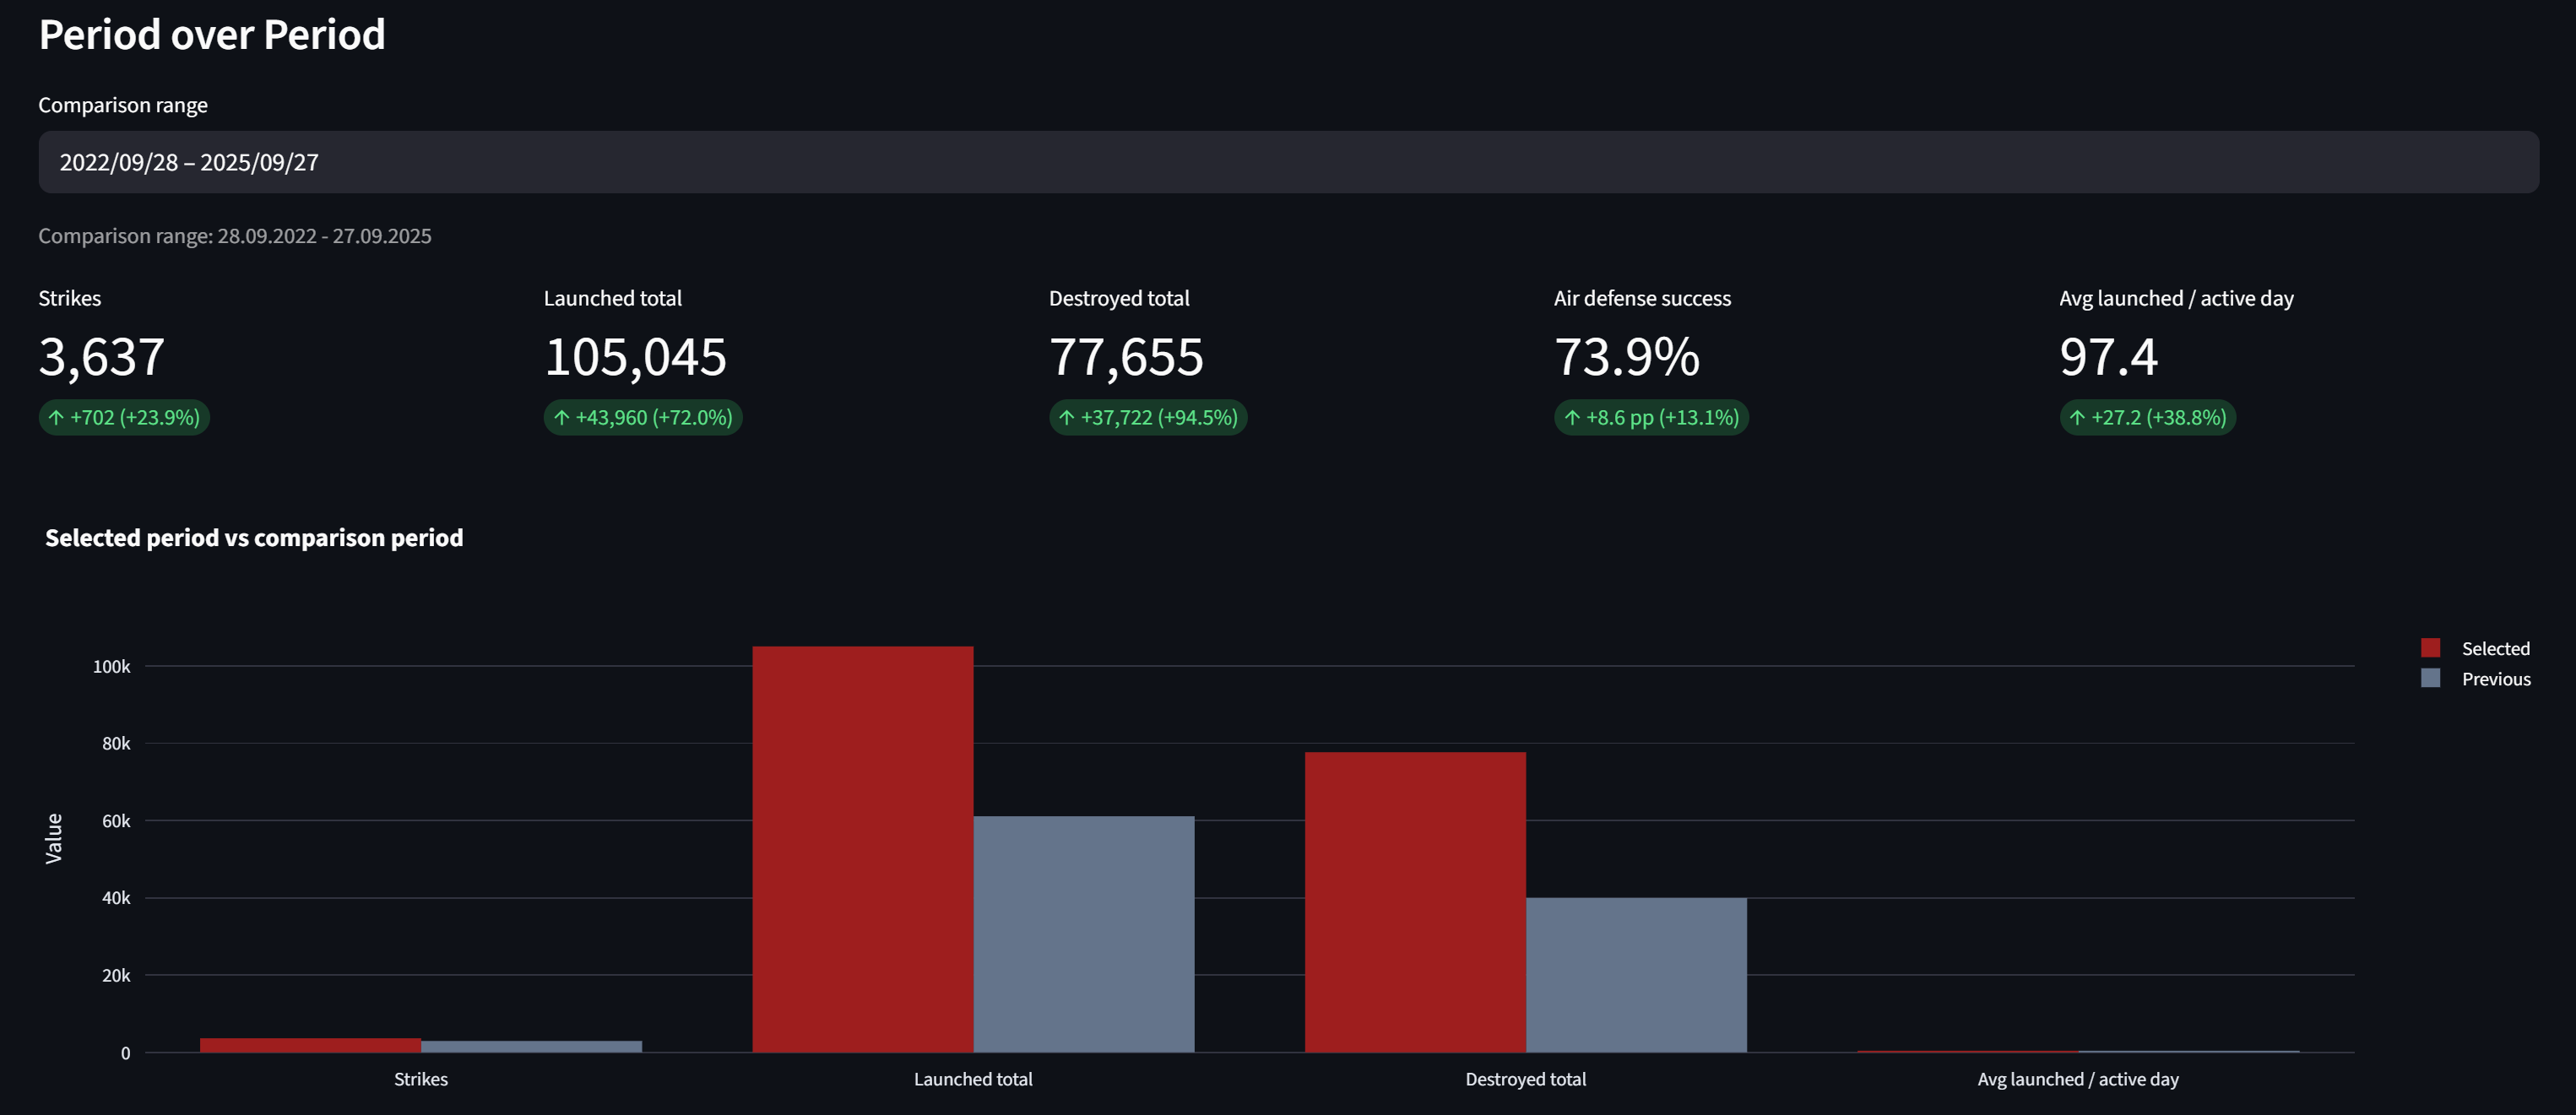 Period over Period
Comparison range
2022/09/28 – 2025/09/27
Comparison range: 28.09.2022 - 27.09.2025
Strikes
3,637
↑ +702 (+23.9%)
Launched total
105,045
↑ +43,960 (+72.0%)
Destroyed total
77,655
↑ +37,722 (+94.5%)
Air defense success
73.9%
↑ +8.6 pp (+13.1%)
Avg launched / active day
97.4
↑ +27.2 (+38.8%)
Selected period vs comparison period
Selected
Previous
Value
100k
80k
60k
40k
20k
0
Strikes
Launched total
Destroyed total
Avg launched / active day